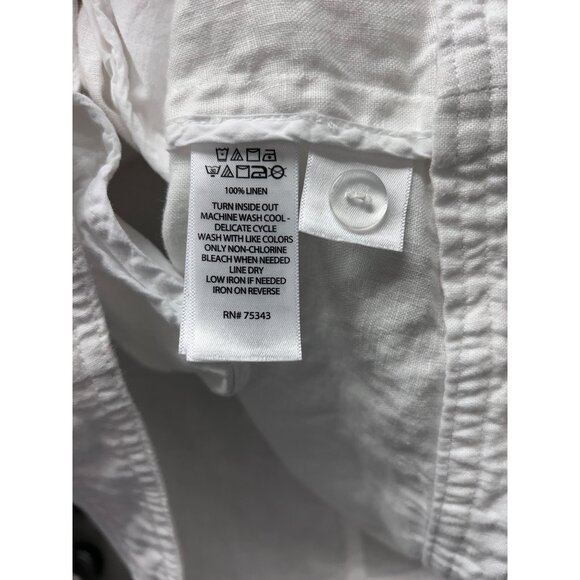 100% LINEN
TURN INSIDE OUT
MACHINE WASH COOL -
DELICATE CYCLE
WASH WITH LIKE COLORS
ONLY NON-CHLORINE
BLEACH WHEN NEEDED
LINE DRY
LOW IRON IF NEEDED
IRON ON REVERSE
RN# 75343